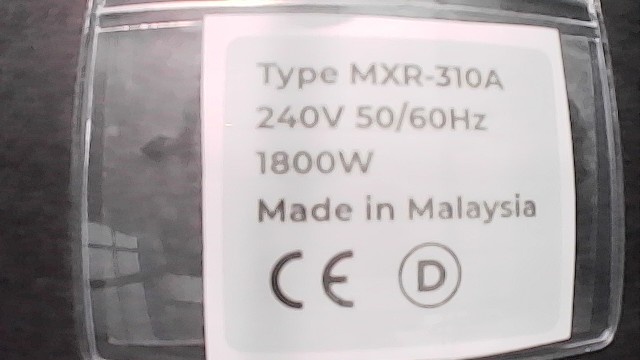 Type MXR-310A
240V 50/60Hz
1800W
Made in Malaysia
CE D